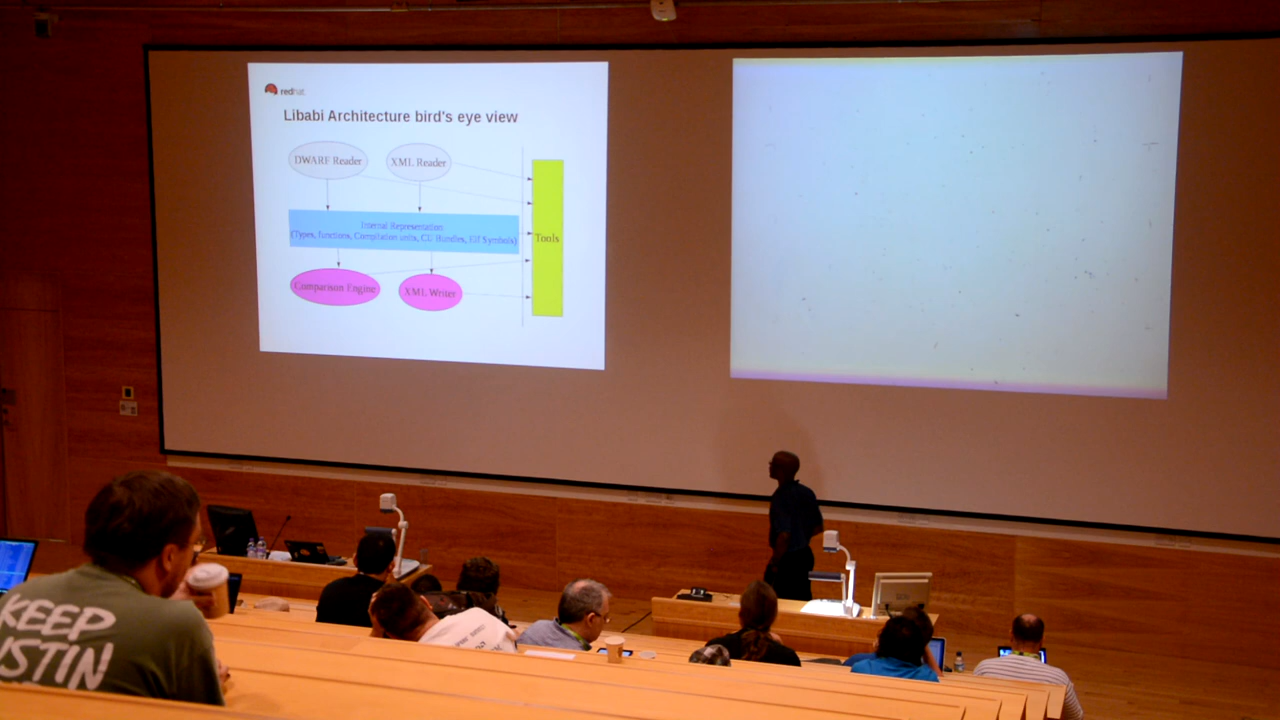 redhat
Libabi Architecture bird's eye view
DWARF Reader
XML Reader
Internal Representation
(Types, functions, Compilation units, CU Bundles, Elf Symbols)
Tools
Comparison Engine
XML Writer
KEEP
USTIN